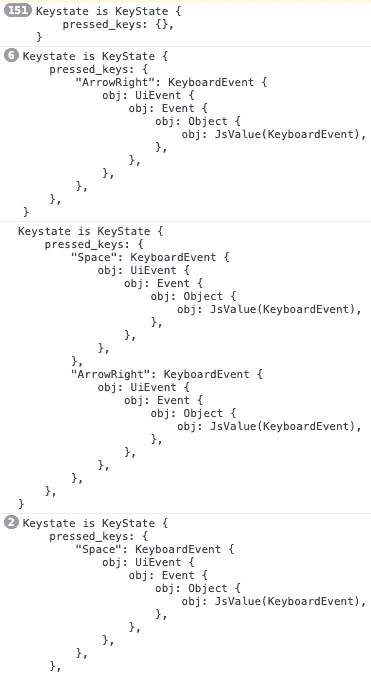 151 Keystate is KeyState {
    pressed_keys: {},
}
6 Keystate is KeyState {
    pressed_keys: {
        "ArrowRight": KeyboardEvent {
            obj: UiEvent {
                obj: Event {
                    obj: Object {
                        obj: JsValue(KeyboardEvent),
                    },
                },
            },
        },
    },
}
Keystate is KeyState {
    pressed_keys: {
        "Space": KeyboardEvent {
            obj: UiEvent {
                obj: Event {
                    obj: Object {
                        obj: JsValue(KeyboardEvent),
                    },
                },
            },
        },
        "ArrowRight": KeyboardEvent {
            obj: UiEvent {
                obj: Event {
                    obj: Object {
                        obj: JsValue(KeyboardEvent),
                    },
                },
            },
        },
    },
}
2 Keystate is KeyState {
    pressed_keys: {
        "Space": KeyboardEvent {
            obj: UiEvent {
                obj: Event {
                    obj: Object {
                        obj: JsValue(KeyboardEvent),
                    },
                },
            },
        },
    },